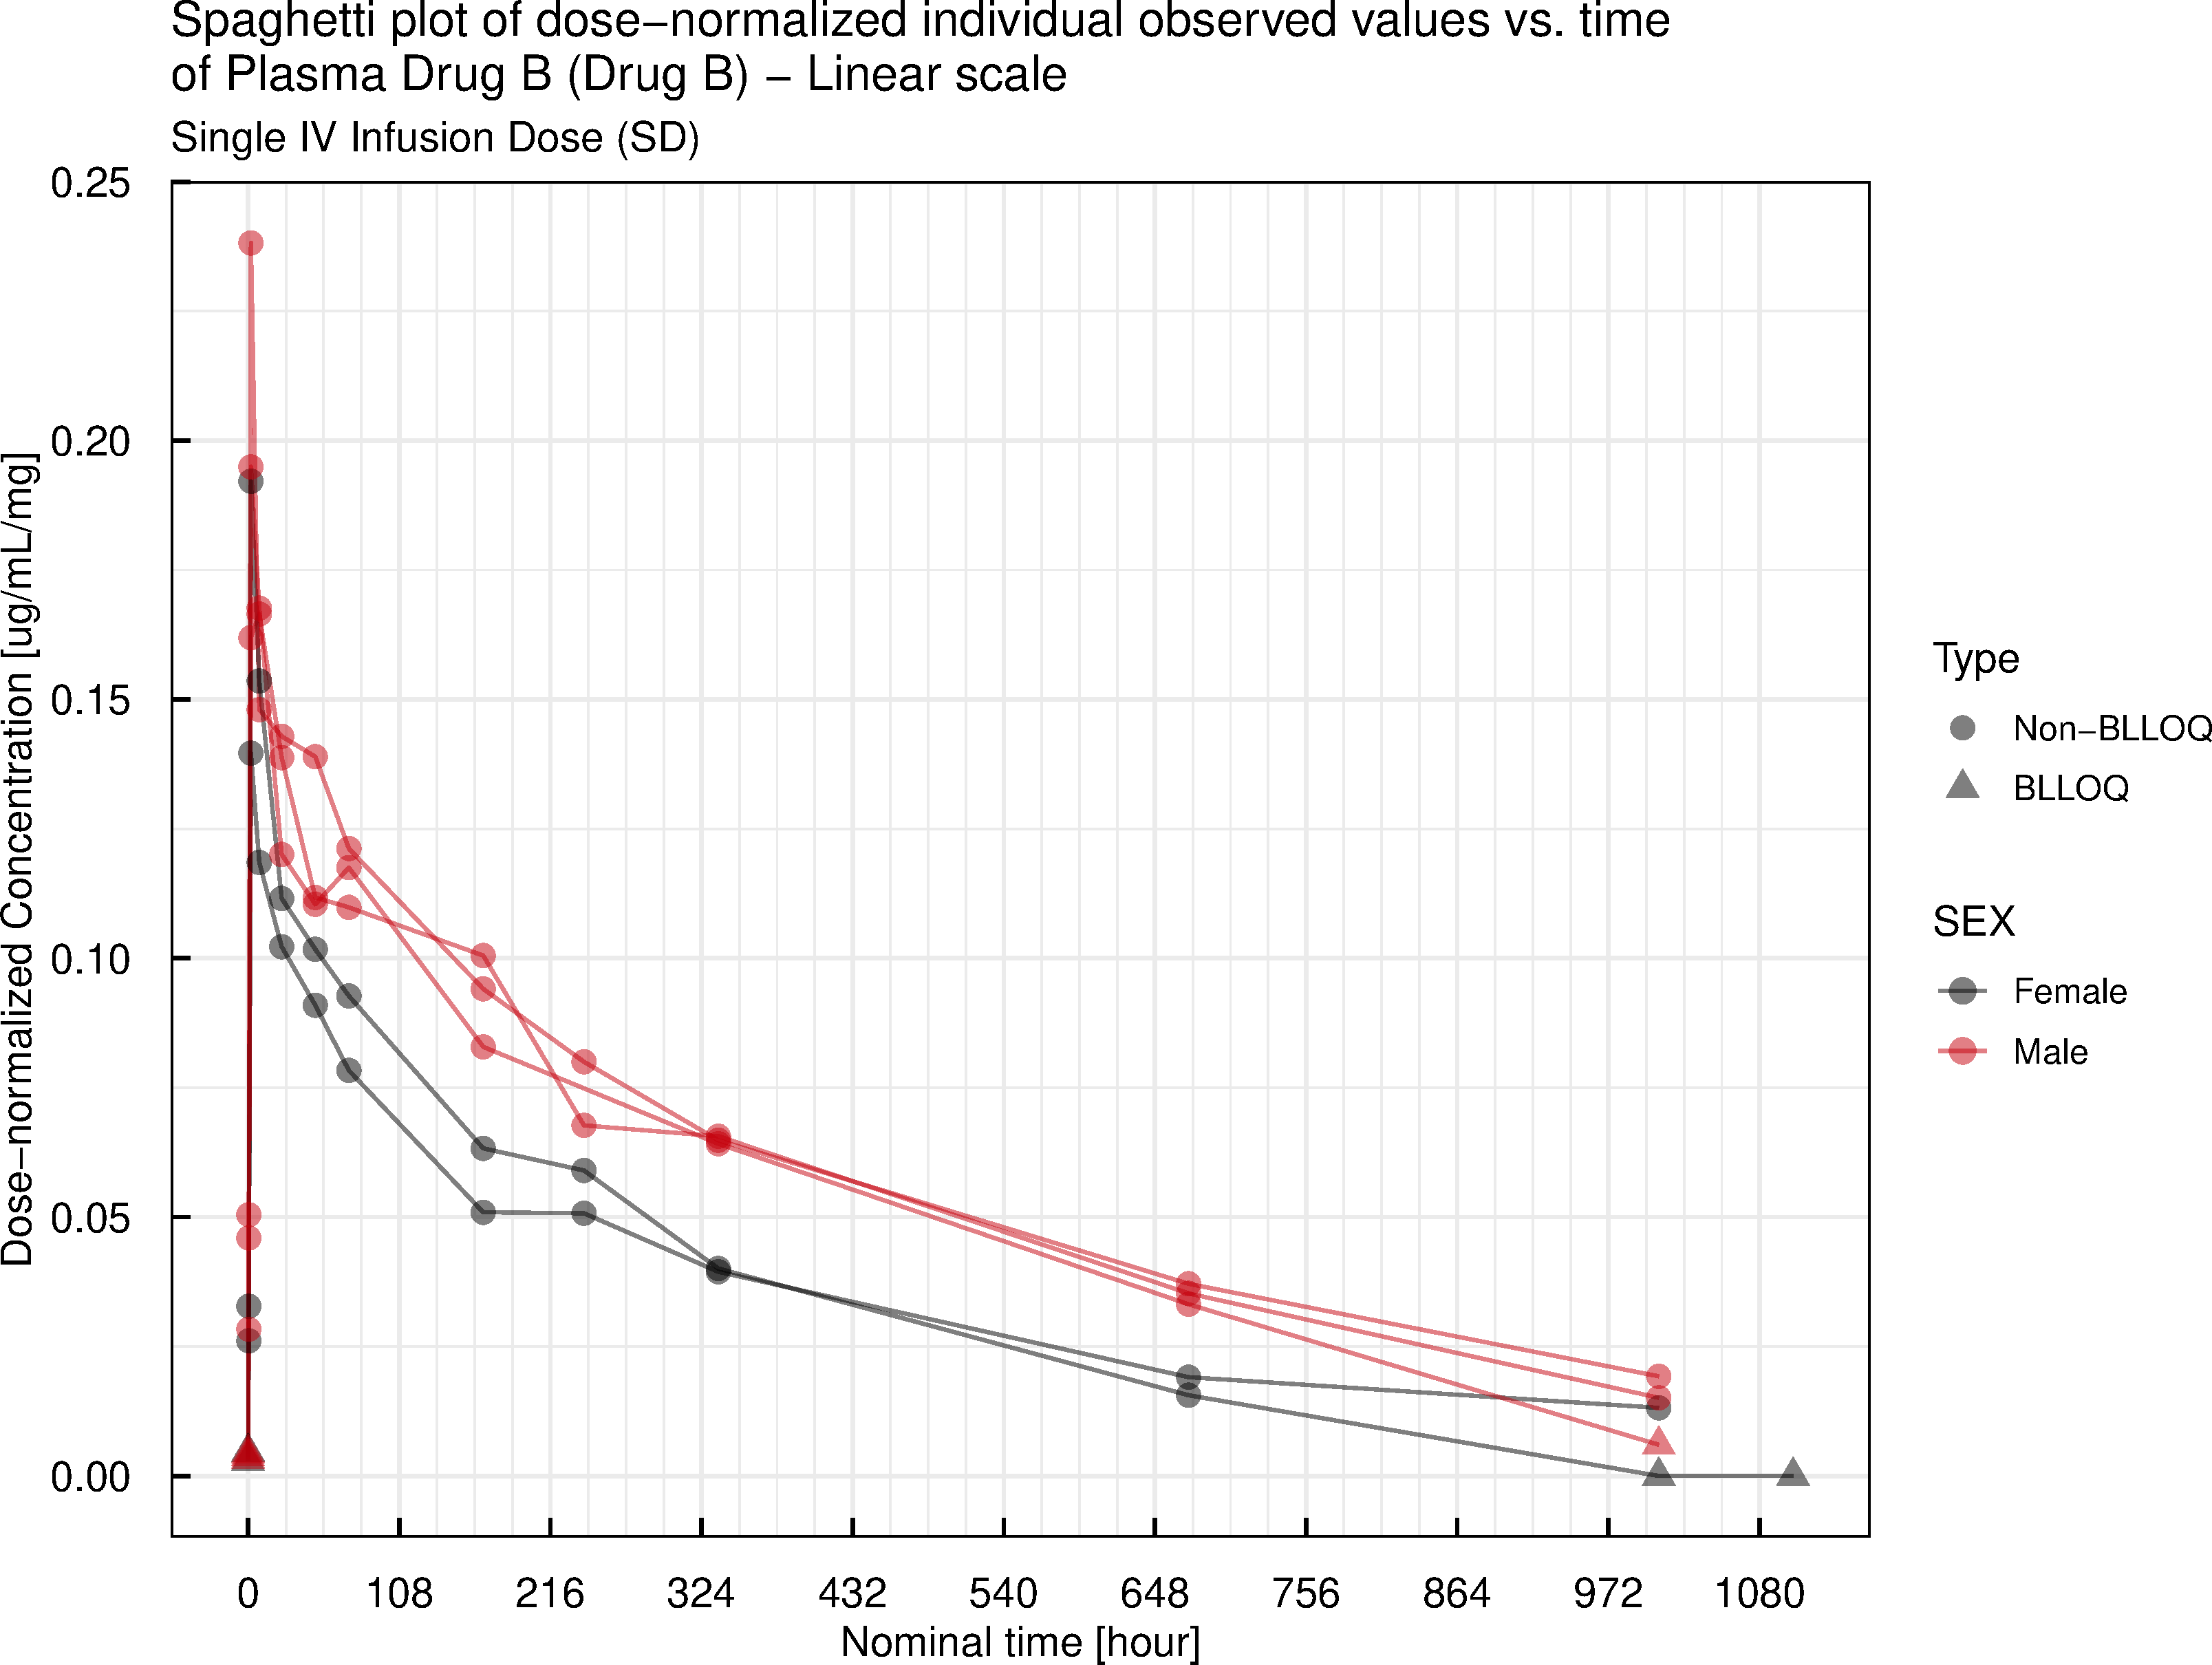 Spaghetti plot of dose−normalized individual observed values vs. time
of Plasma Drug B (Drug B) − Linear scale
Single IV Infusion Dose (SD)
0.25
0.20
0.15
0.10
0.05
0.00
Dose−normalized Concentration [ug/mL/mg]
0 108 216 324 432 540 648 756 864 972 1080
Nominal time [hour]
Type
Non−BLLOQ
BLLOQ
SEX
Female
Male